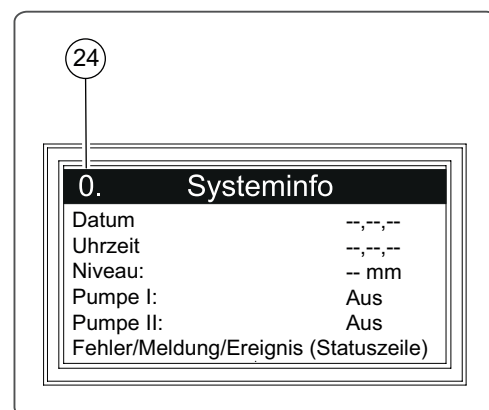 24
0. Systeminfo
Datum --,--,--
Uhrzeit --,--,--
Niveau: -- mm
Pumpe I: Aus
Pumpe II: Aus
Fehler/Meldung/Ereignis (Statuszeile)